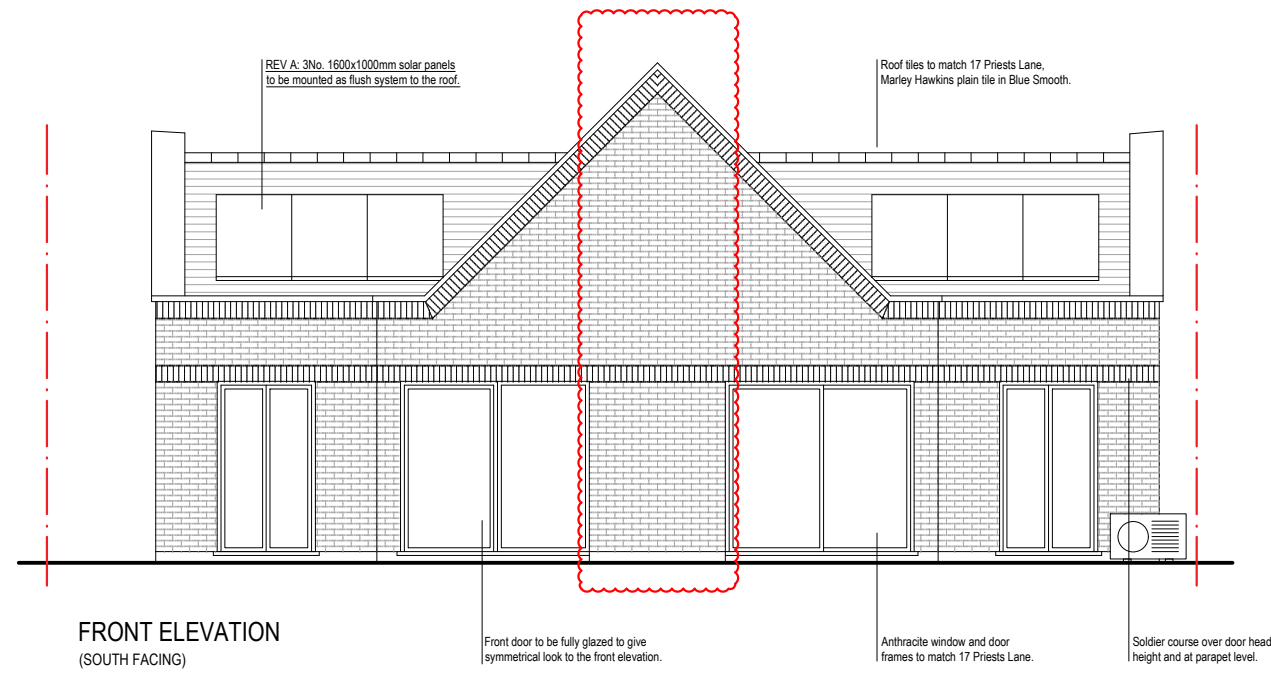 REV A: 3No. 1600x1000mm solar panels
to be mounted as flush system to the roof.
Roof tiles to match 17 Priests Lane,
Marley Hawkins plain tile in Blue Smooth.
FRONT ELEVATION
(SOUTH FACING)
Front door to be fully glazed to give
symmetrical look to the front elevation.
Anthracite window and door
frames to match 17 Priests Lane.
Soldier course over door head
height and at parapet level.